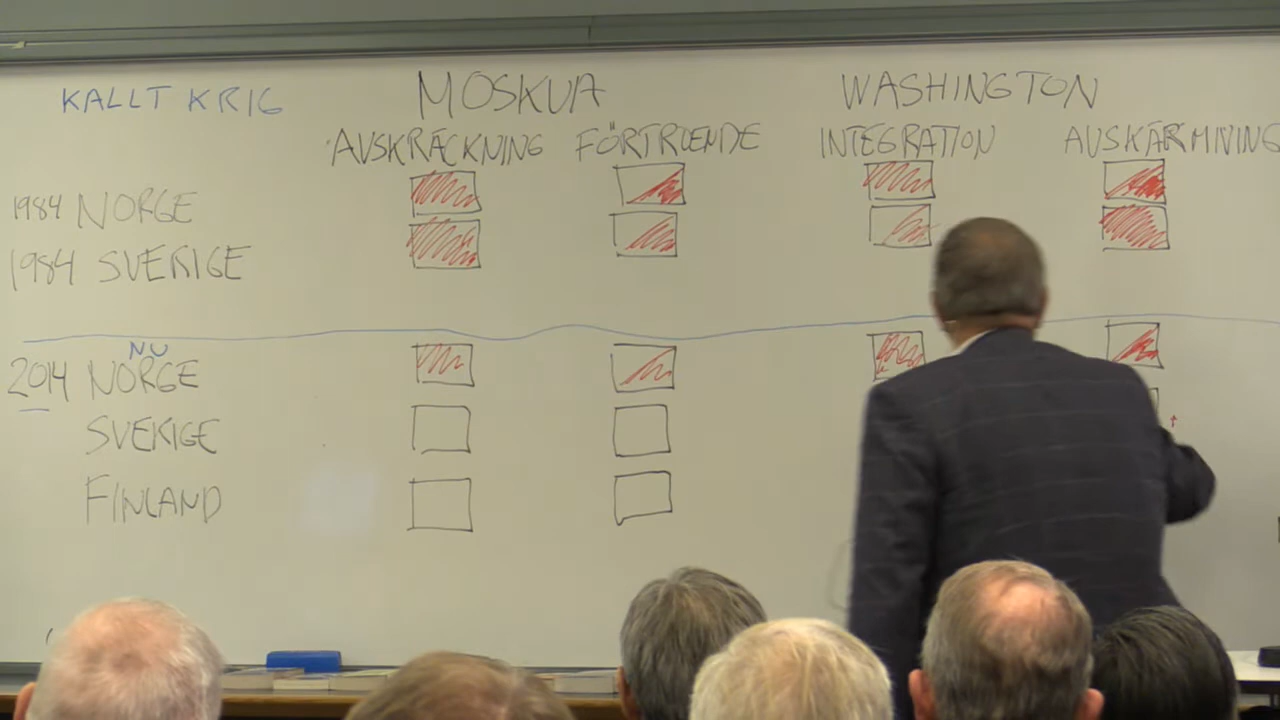 KALLT KRIG MOSKVA WASHINGTON
AVSKRÄCKNING FÖRTROENDE INTEGRATION AVSKÄRMNING
1984 NORGE
1984 SVERIGE
NU
2014 NORGE
SVERIGE
FINLAND